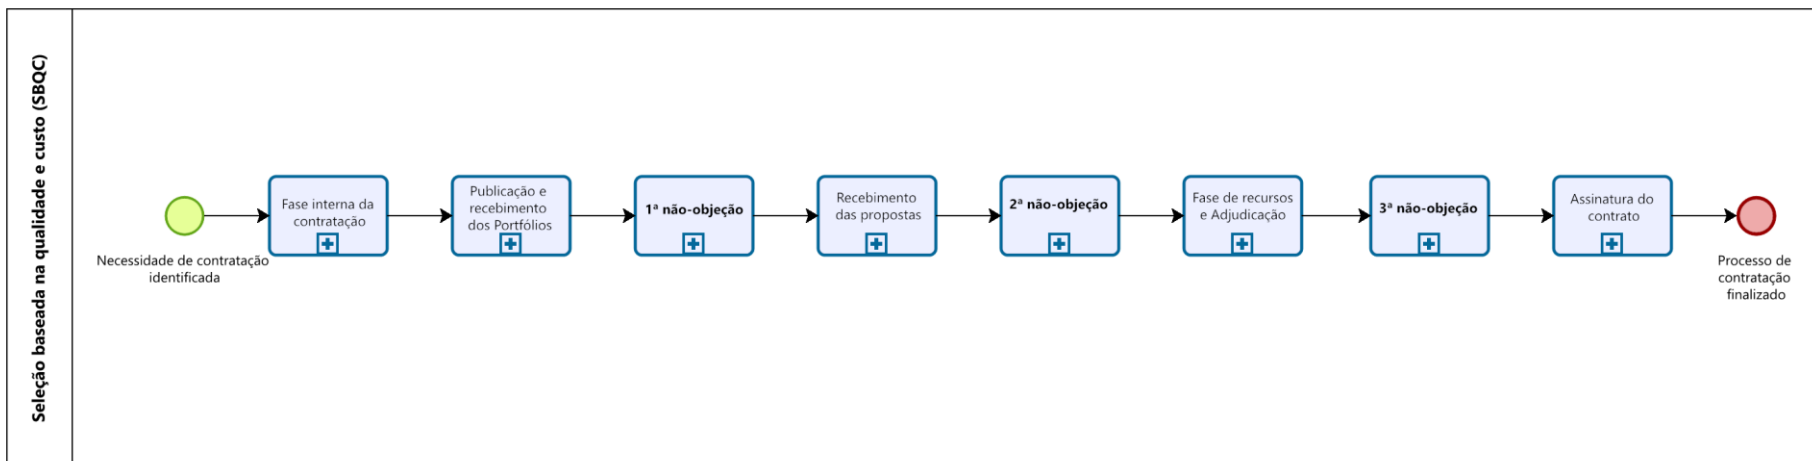 Seleção baseada na qualidade e custo (SBQC)
Necessidade de contratação
identificada
Fase interna da
contratação
Publicação e
recebimento
dos Portfólios
1ª não-objeção
Recebimento
das propostas
2ª não-objeção
Fase de recursos
e Adjudicação
3ª não-objeção
Assinatura do
contrato
Processo de
contratação
finalizado